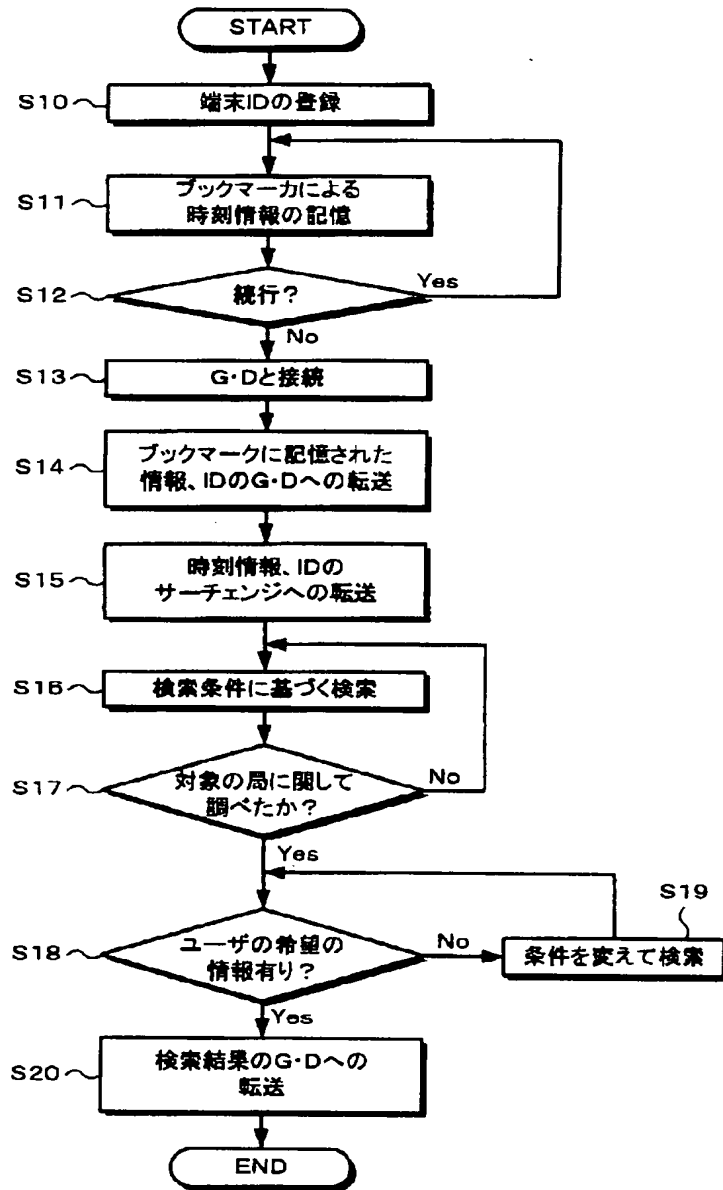 START
S10
端末IDの登録
S11
ブックマーカによる
時刻情報の記憶
S12
続行?
Yes
No
S13
G・Dと接続
S14
ブックマークに記憶された
情報、IDのG・Dへの転送
S15
時刻情報、IDの
サーチェンジへの転送
S16
検索条件に基づく検索
S17
対象の局に関して
調べたか?
No
Yes
S18
ユーザの希望の
情報有り?
No
S19
条件を変えて検索
Yes
S20
検索結果のG・Dへの
転送
END